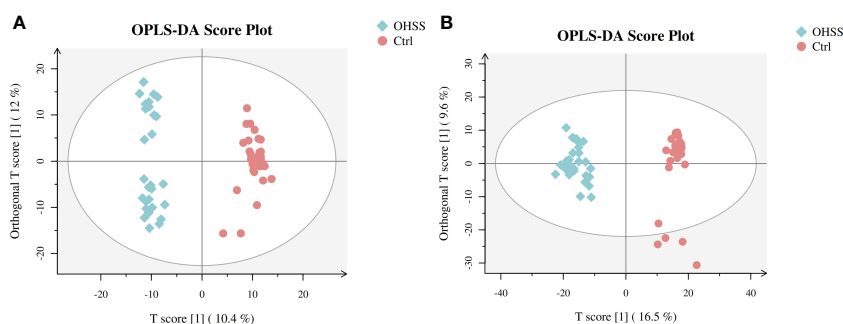 A
OPLS-DA Score Plot
OHSS
Ctrl
Orthogonal T score [1] ( 12 %)
20
10
0
-10
-20
-20 -10 0 10 20
T score [1] ( 10.4 %)
B
OPLS-DA Score Plot
OHSS
Ctrl
Orthogonal T score [1] ( 9.6 %)
30
20
10
0
-10
-20
-30
-40 -20 0 20 40
T score [1] ( 16.5 %)